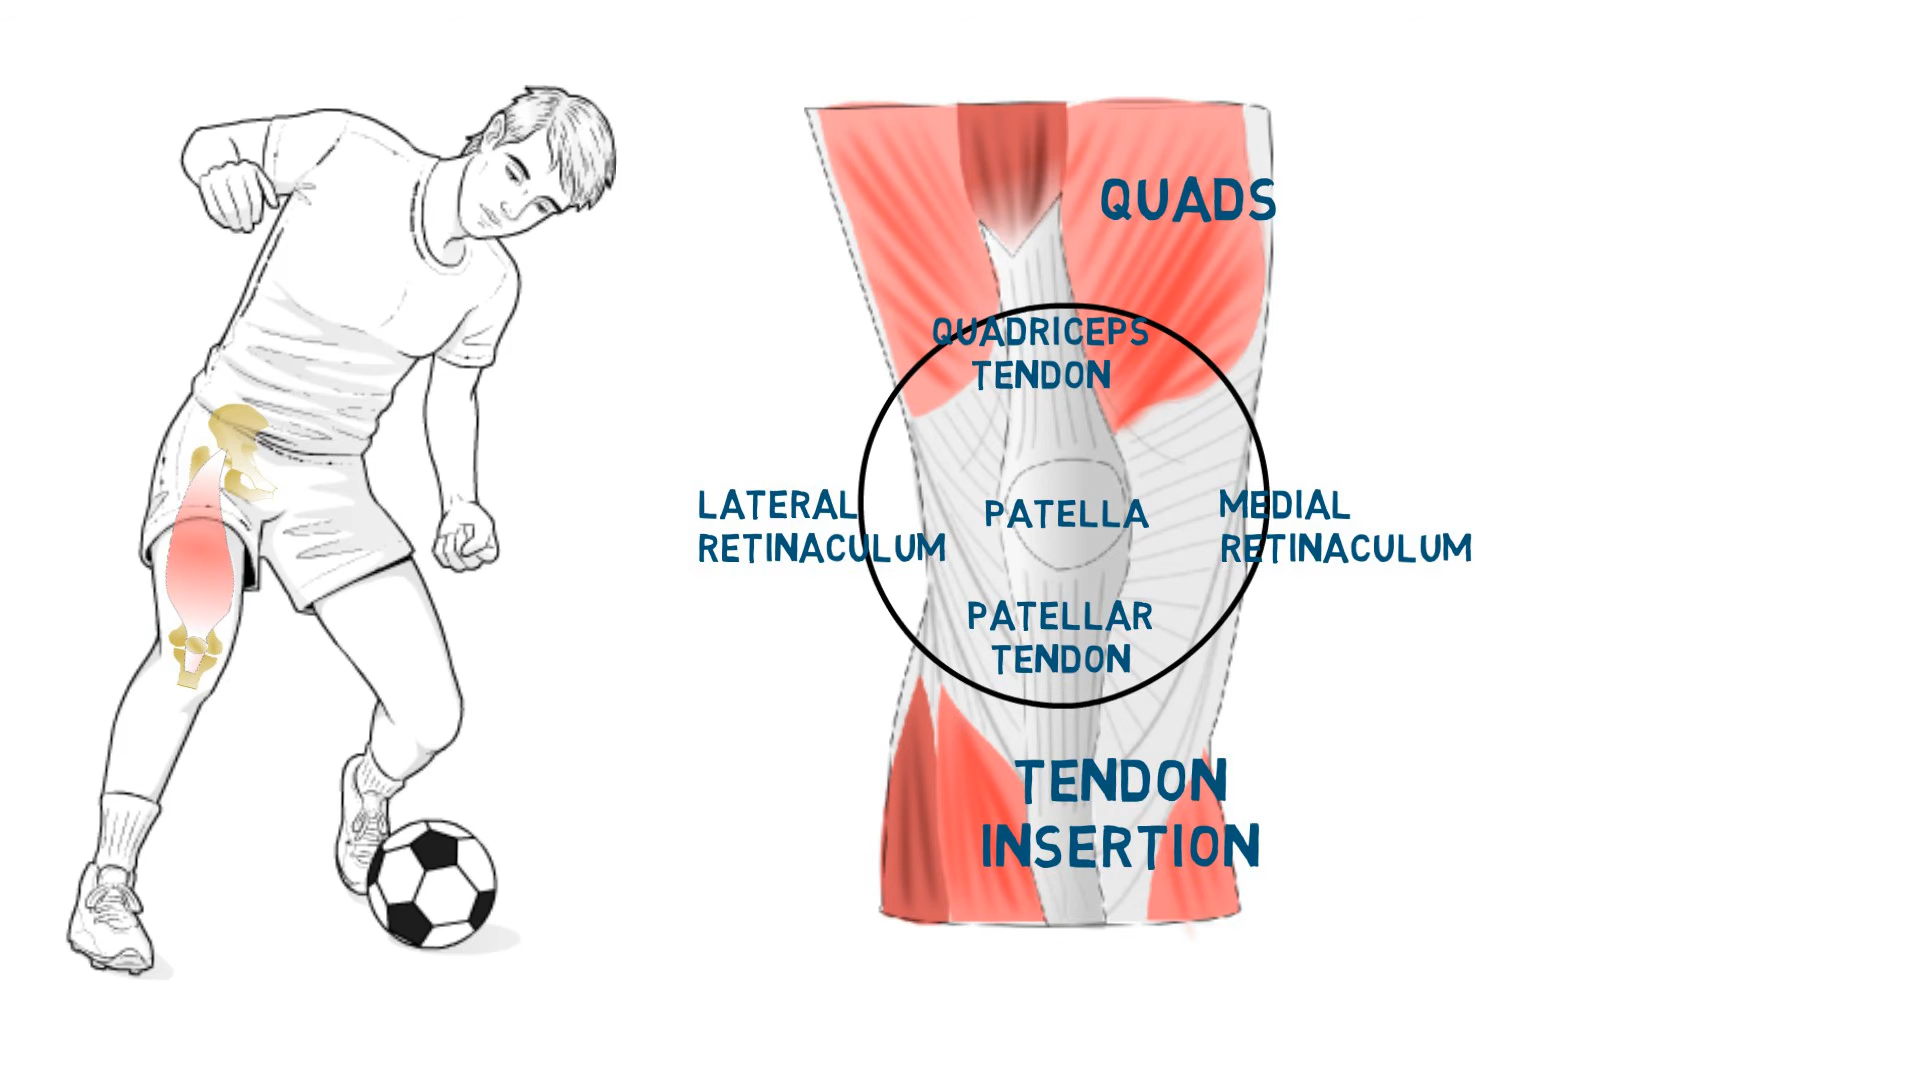 QUADS
QUADRICEPS
TENDON
LATERAL
RETINACULUM
PATELLA
MEDIAL
RETINACULUM
PATELLAR
TENDON
TENDON
INSERTION